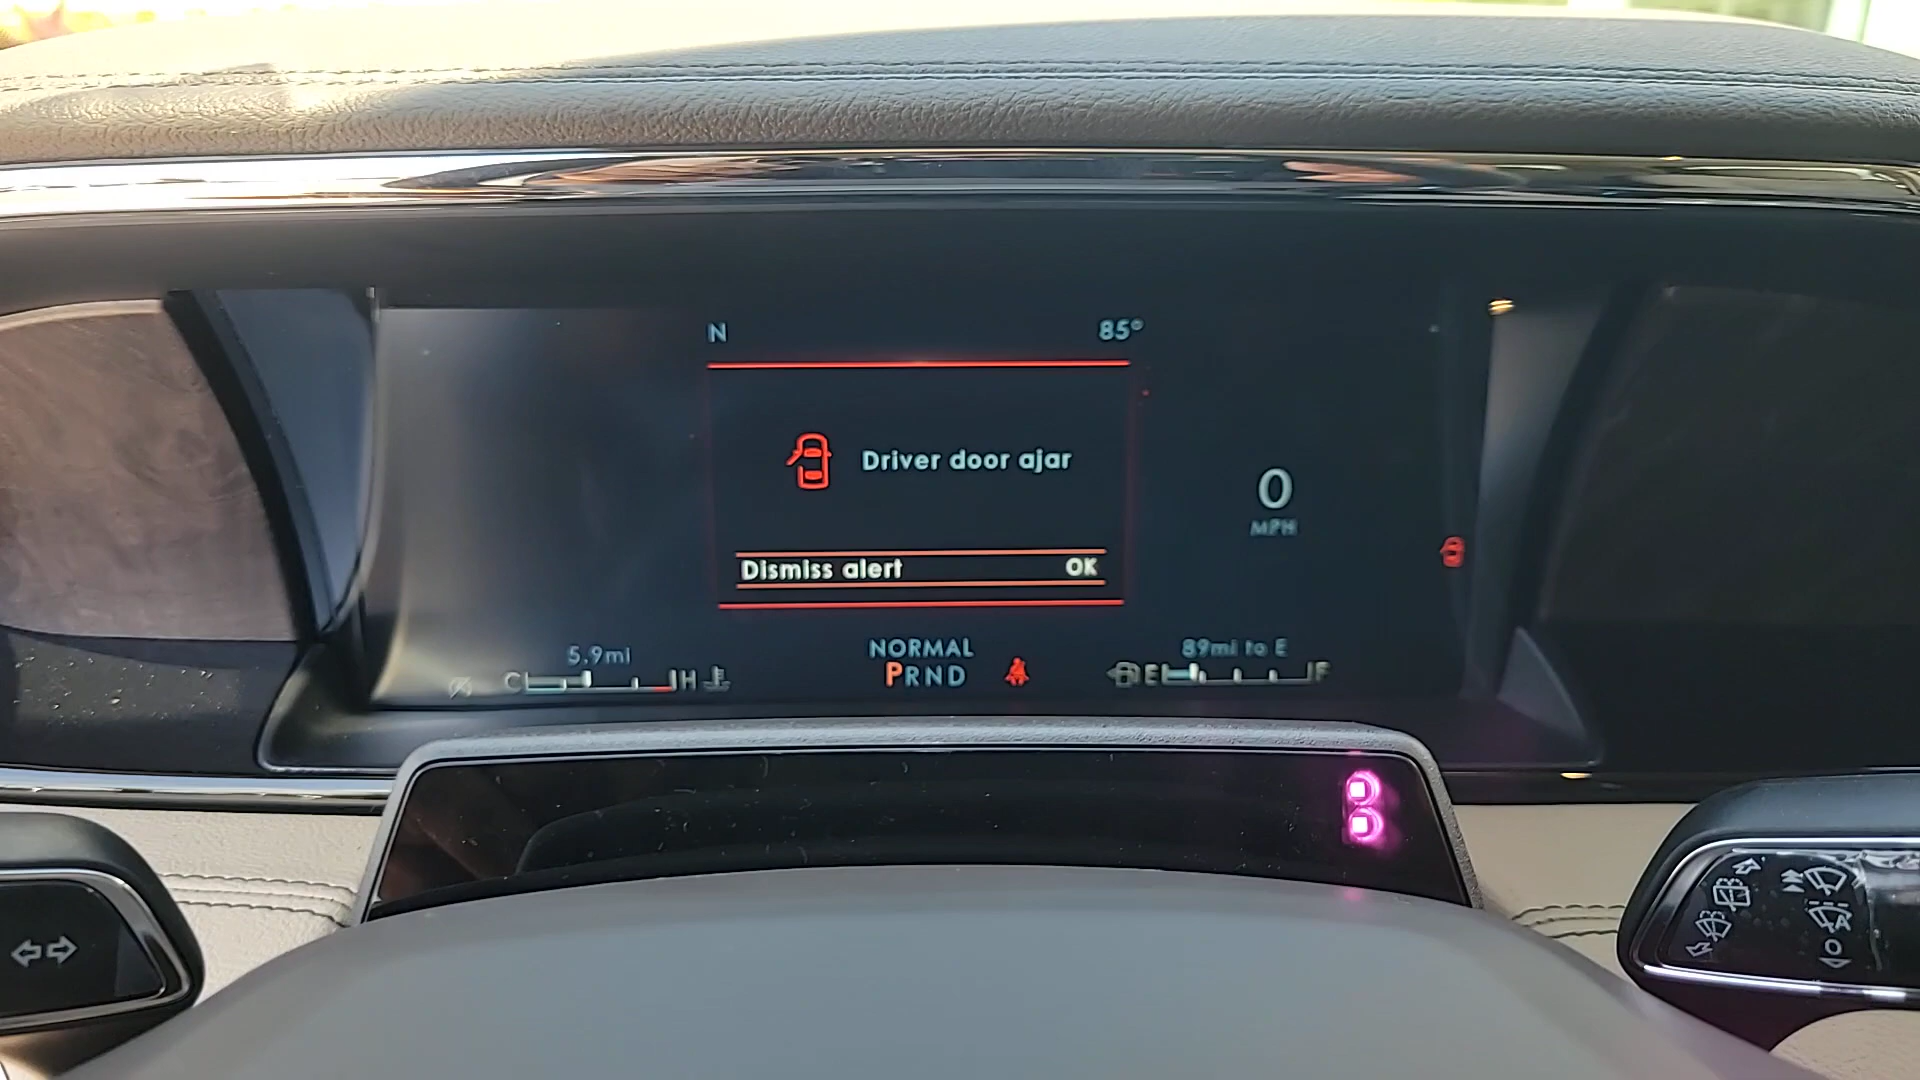 N 85°
Driver door ajar
0
MPH
Dismiss alert OK
5.9mi NORMAL 89mi to E
C H PRND E F
A
O